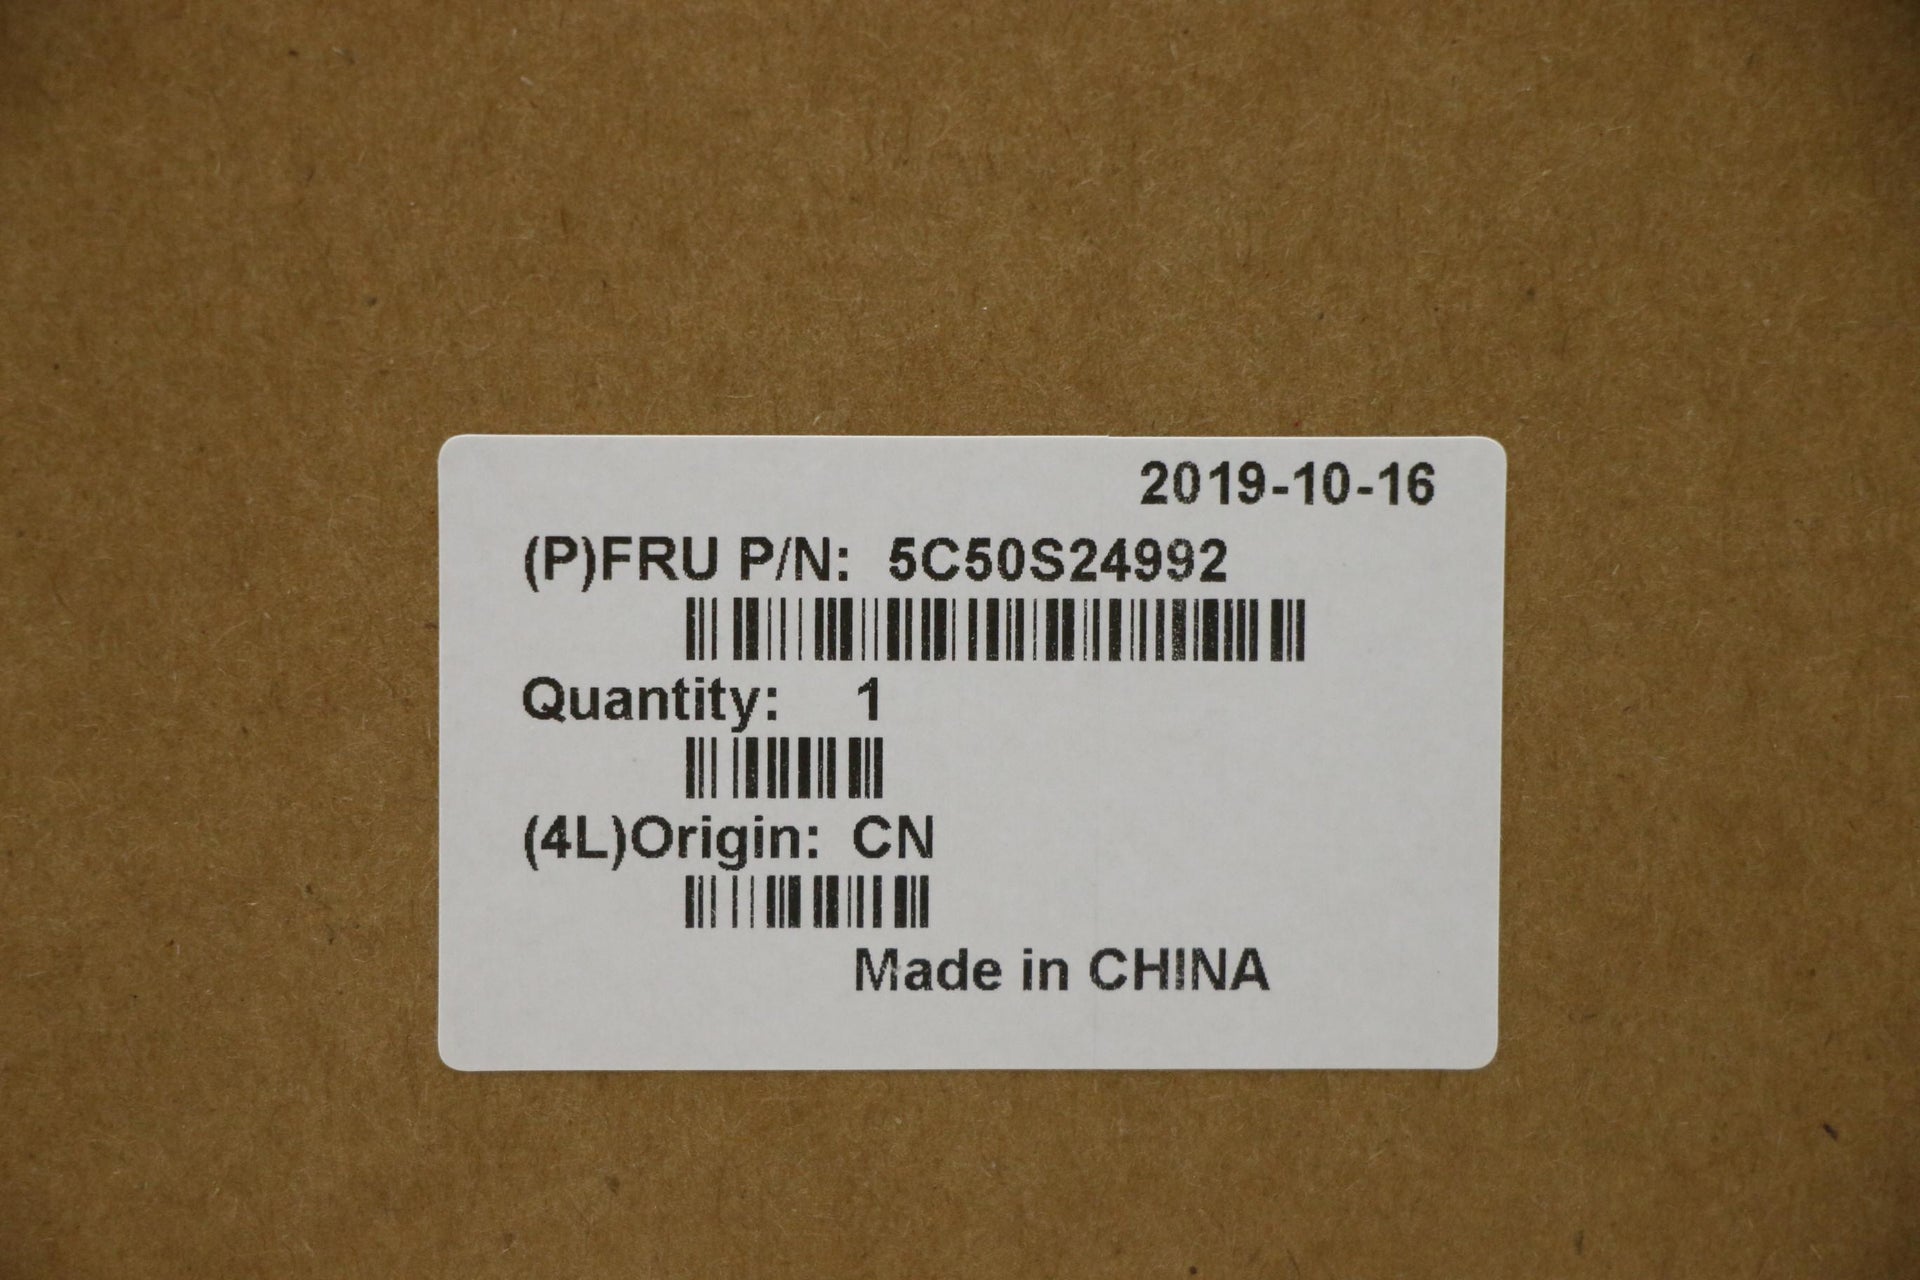 2019-10-16
(P)FRU P/N: 5C50S24992
Quantity: 1
(4L)Origin: CN
Made in CHINA